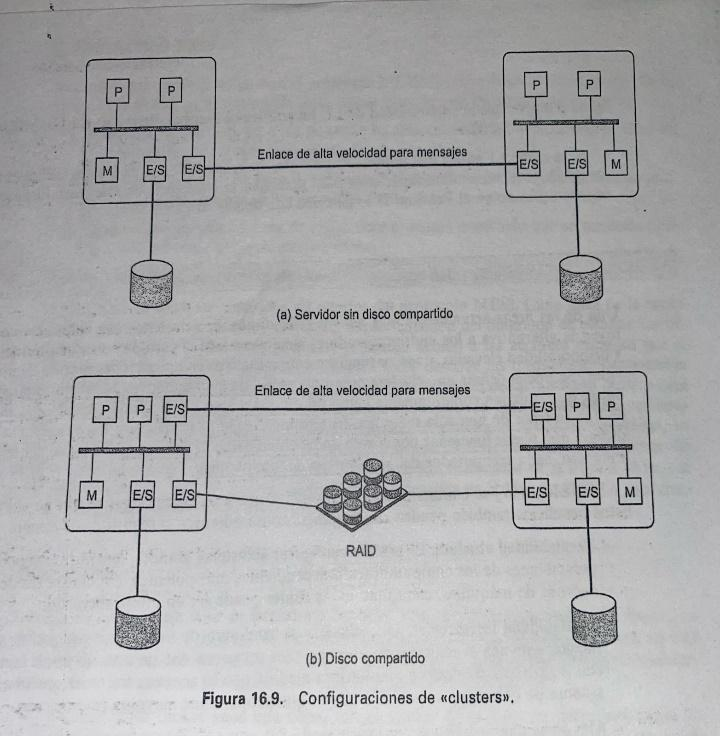 P P P P
M E/S E/S Enlace de alta velocidad para mensajes E/S E/S M
(a) Servidor sin disco compartido
Enlace de alta velocidad para mensajes
P P E/S E/S P P
M E/S E/S E/S E/S M
RAID
(b) Disco compartido
Figura 16.9. Configuraciones de «clusters».